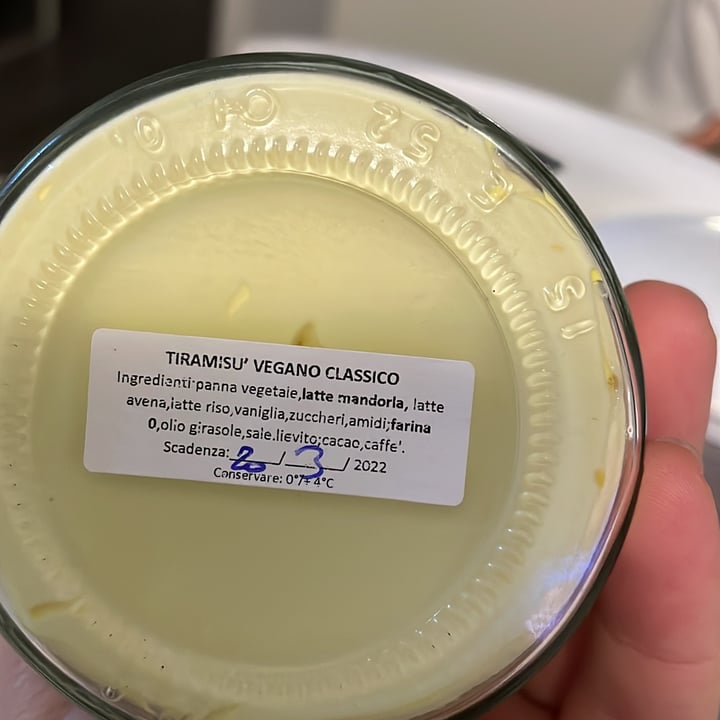 TIRAMISU' VEGANO CLASSICO
Ingredienti:panna vegetale,latte mandorla, latte
avena,latte riso,vaniglia,zuccheri,amidi;farina
0,olio girasole,sale.lievito;cacao,caffe'.
Scadenza: 20 / 3 / 2022
Conservare: 0°/+ 4°C